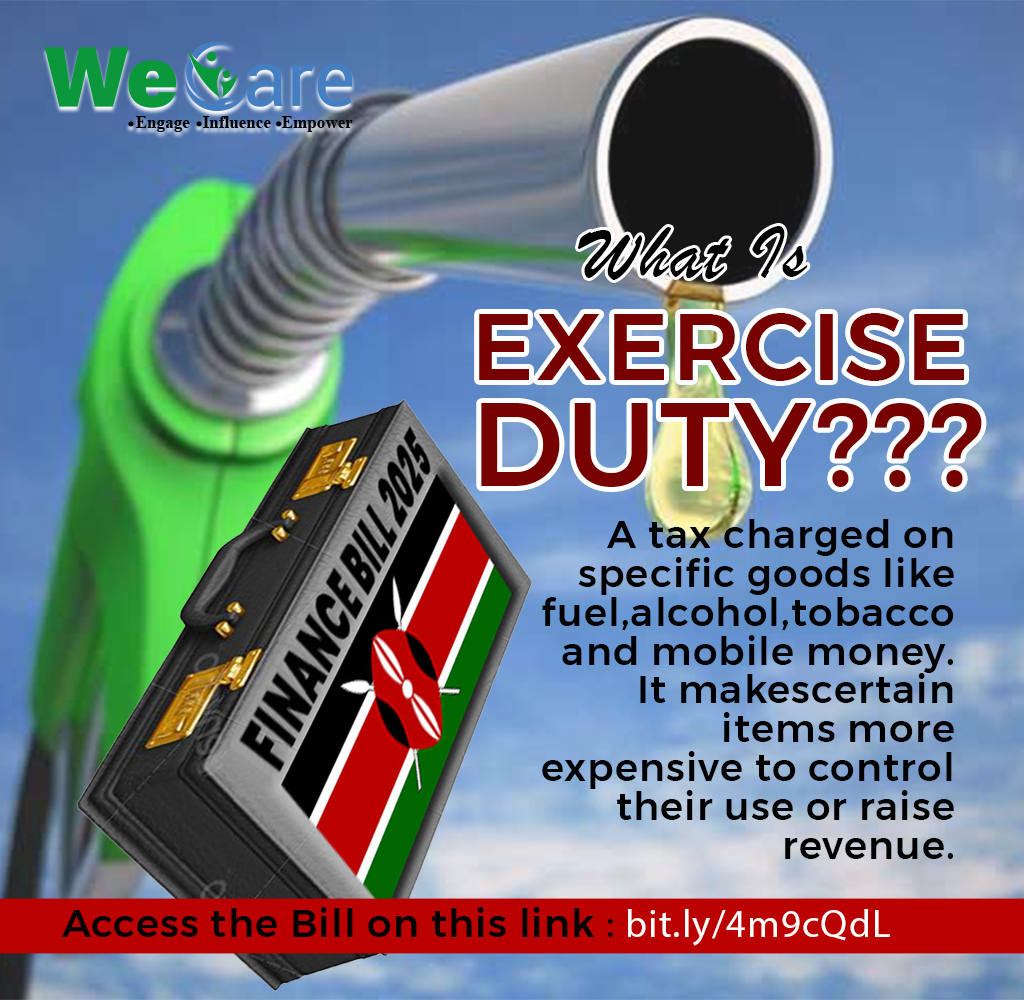 WeCare
•Engage •Influence •Empower
What Is
EXERCISE
DUTY???
FINANCE BILL 2025
A tax charged on
specific goods like
fuel,alcohol,tobacco
and mobile money.
It makescertain
items more
expensive to control
their use or raise
revenue.
Access the Bill on this link : bit.ly/4m9cQdL